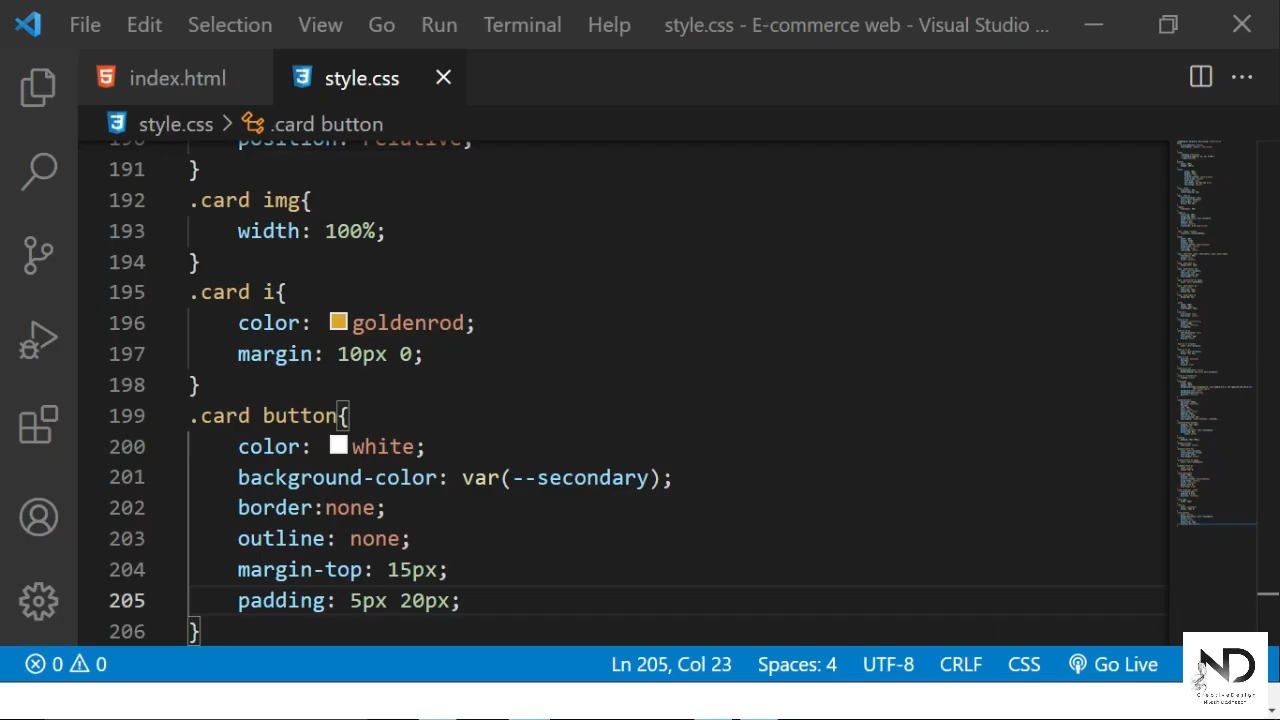 File Edit Selection View Go Run Terminal Help style.css - E-commerce web - Visual Studio ...
index.html style.css
style.css > .card button
190 position: relative;
191 }
192 .card img{
193 width: 100%;
194 }
195 .card i{
196 color: goldenrod;
197 margin: 10px 0;
198 }
199 .card button{
200 color: white;
201 background-color: var(--secondary);
202 border:none;
203 outline: none;
204 margin-top: 15px;
205 padding: 5px 20px;
206 }
0 0 Ln 205, Col 23 Spaces: 4 UTF-8 CRLF CSS Go Live
ND
CreativeDesign